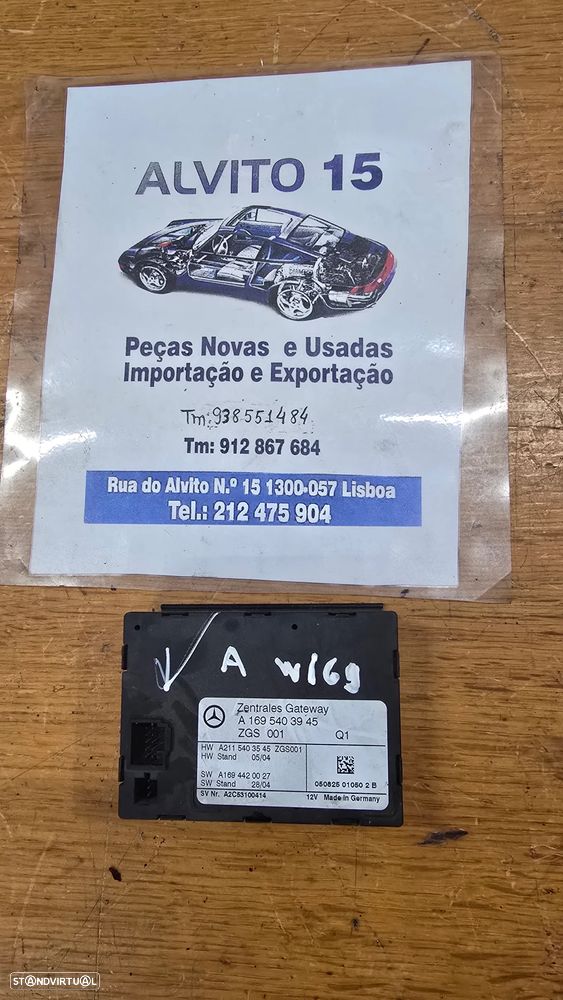 ALVITO 15
Peças Novas e Usadas
Importação e Exportação
Tm: 938551484
Tm: 912 867 684
Rua do Alvito N.º 15 1300-057 Lisboa
Tel.: 212 475 904
A W169
Zentrales Gateway
A 169 540 39 45
ZGS 001 Q1
HW A211 540 35 45 ZGS001
HW Stand 05/04
SW A169 442 00 27
SW Stand 28/04
050825 01050 2 B
SV Nr. A2C53100414 12V Made in Germany
STANDVIRTUAL